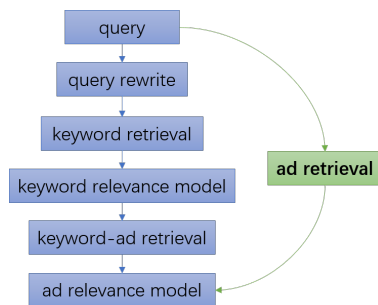 query
query rewrite
keyword retrieval
keyword relevance model
ad retrieval
keyword-ad retrieval
ad relevance model